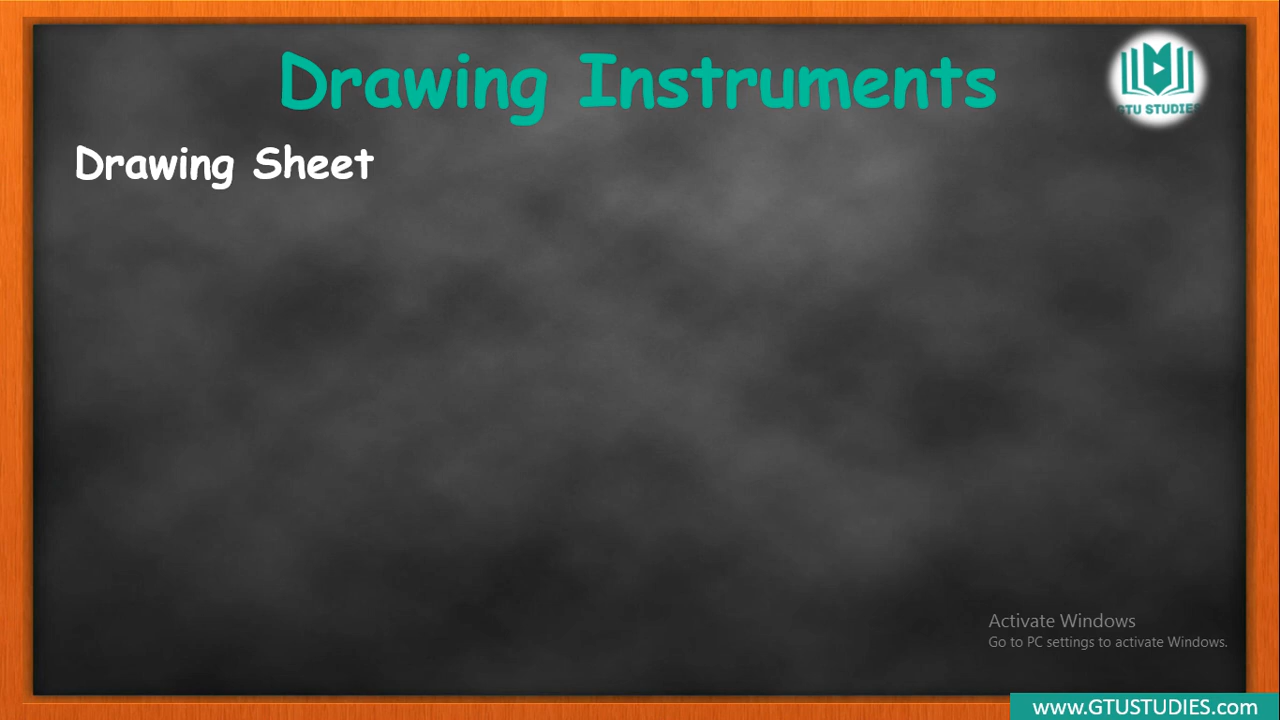 Drawing Instruments
GTU STUDIES
Drawing Sheet
Activate Windows
Go to PC settings to activate Windows.
www.GTUSTUDIES.com